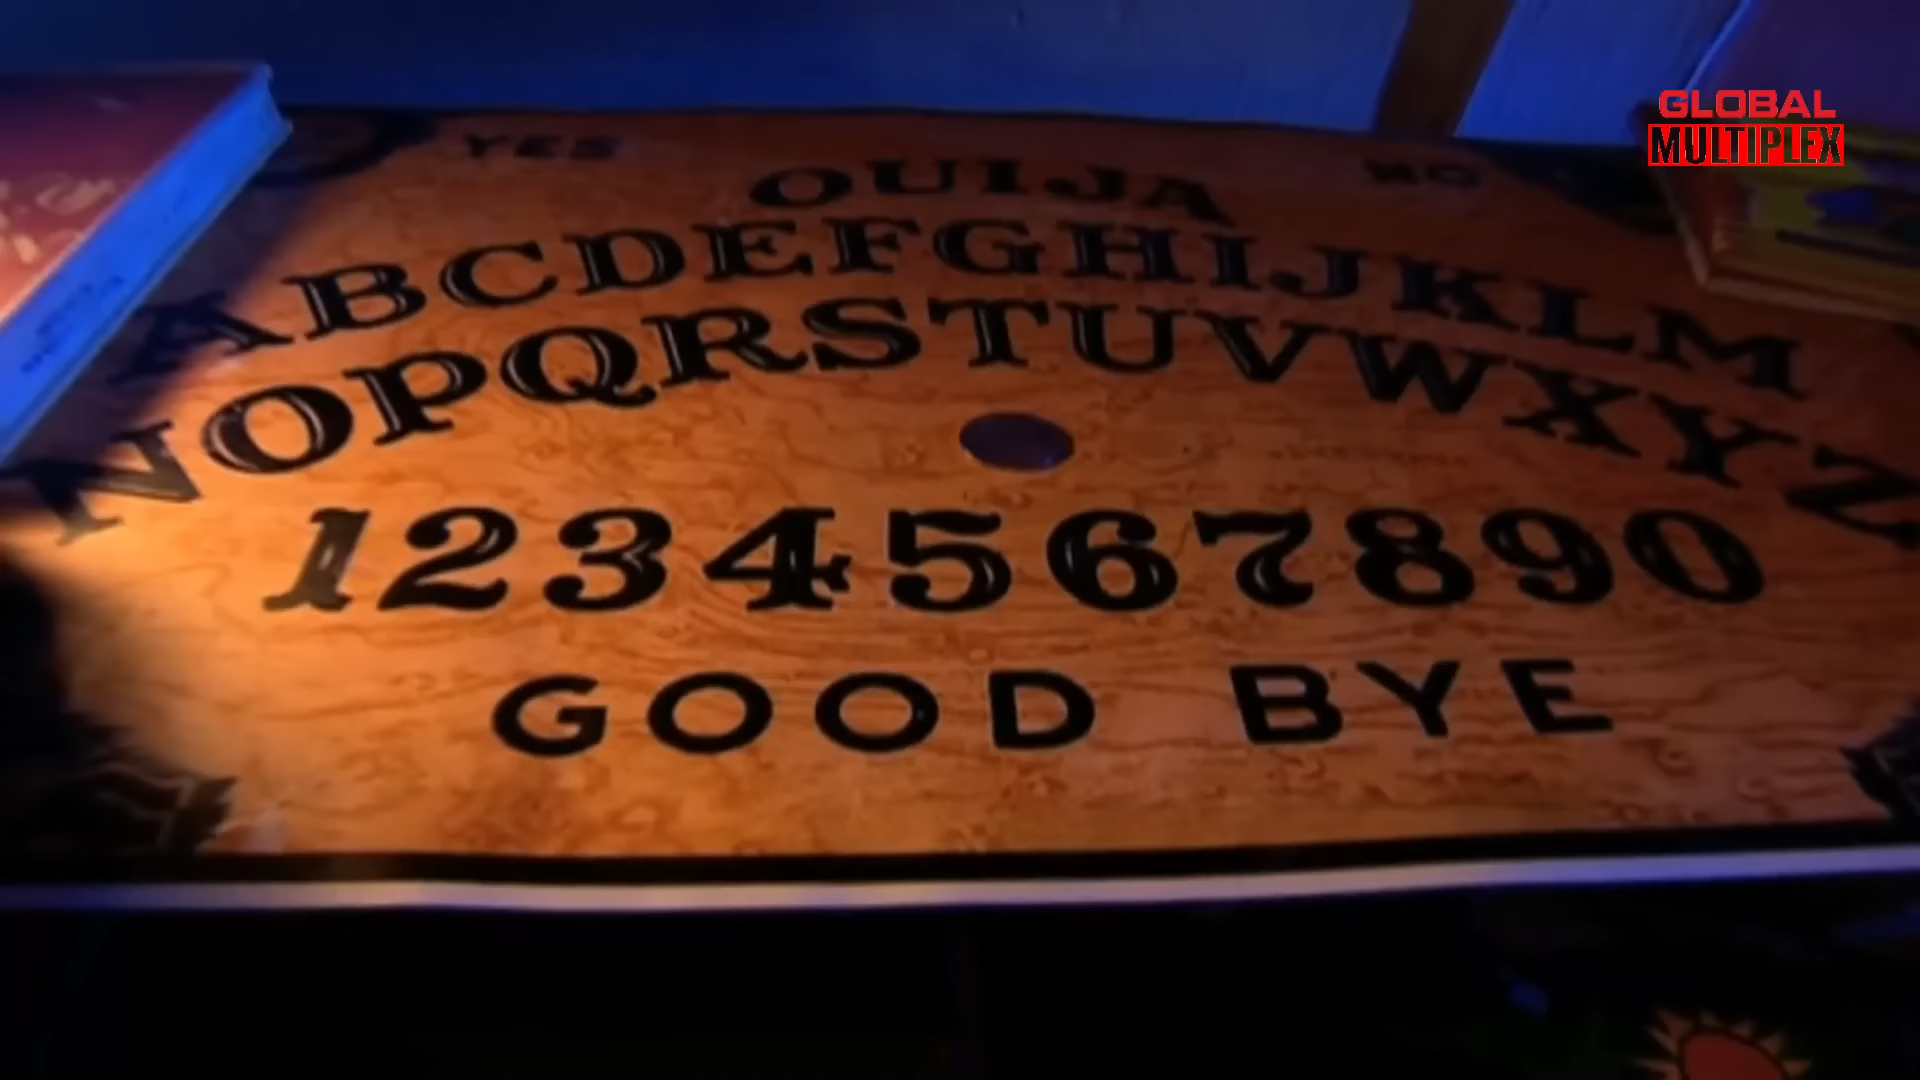 GLOBAL
MULTIPLEX
YES
NO
OUIJA
ABCDEFGHIJKLM
NOPQRSTUVWXYZ
1234567890
GOOD BYE